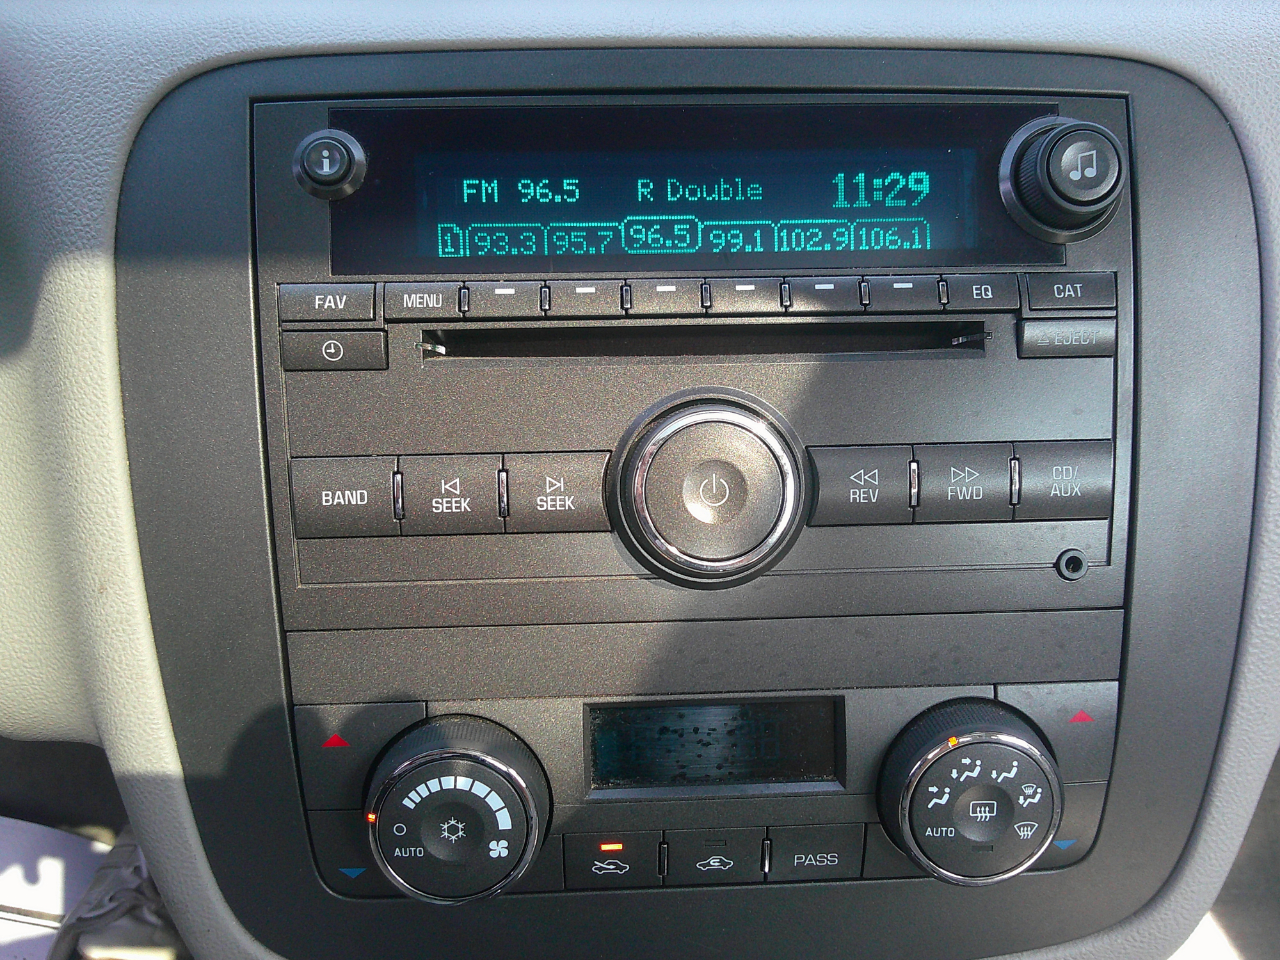 i
FM 96.5 R Double 11:29
1 93.3 95.7 96.5 99.1 102.9 106.1
FAV MENU EQ CAT
EJECT
BAND SEEK SEEK REV FWD CD/
AUX
AUTO
AUTO
PASS